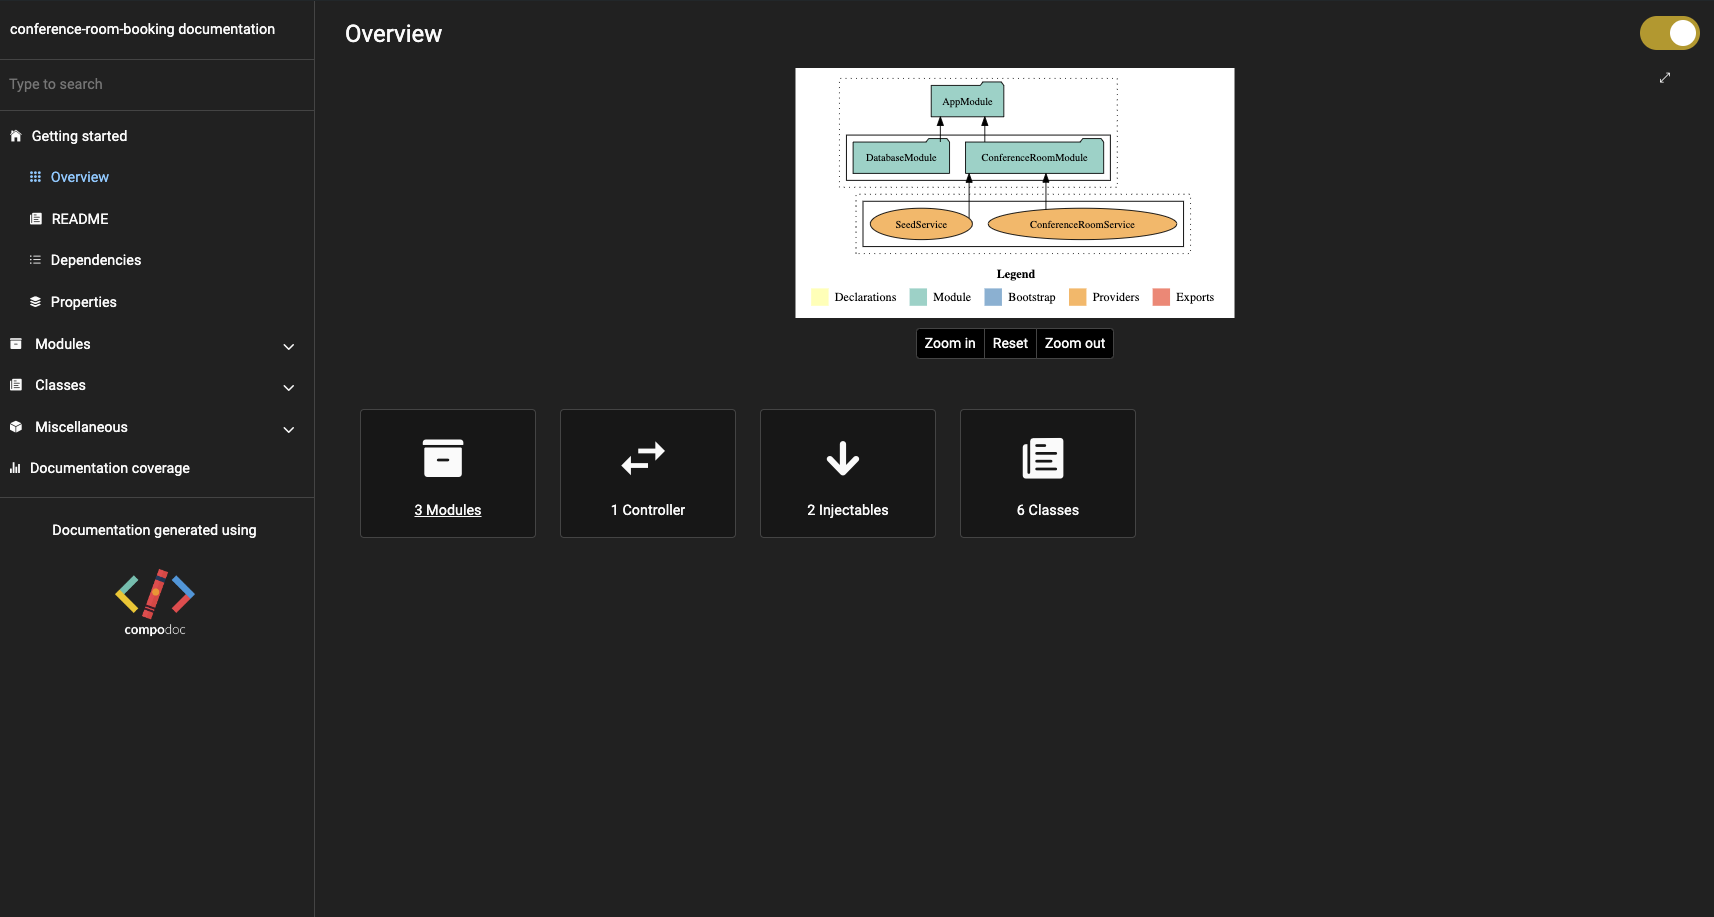 conference-room-booking documentation
Type to search
Getting started
Overview
README
Dependencies
Properties
Modules
Classes
Miscellaneous
Documentation coverage
Documentation generated using
compodoc
Overview
AppModule
DatabaseModule
ConferenceRoomModule
SeedService
ConferenceRoomService
Legend
Declarations Module Bootstrap Providers Exports
Zoom in Reset Zoom out
3 Modules
1 Controller
2 Injectables
6 Classes